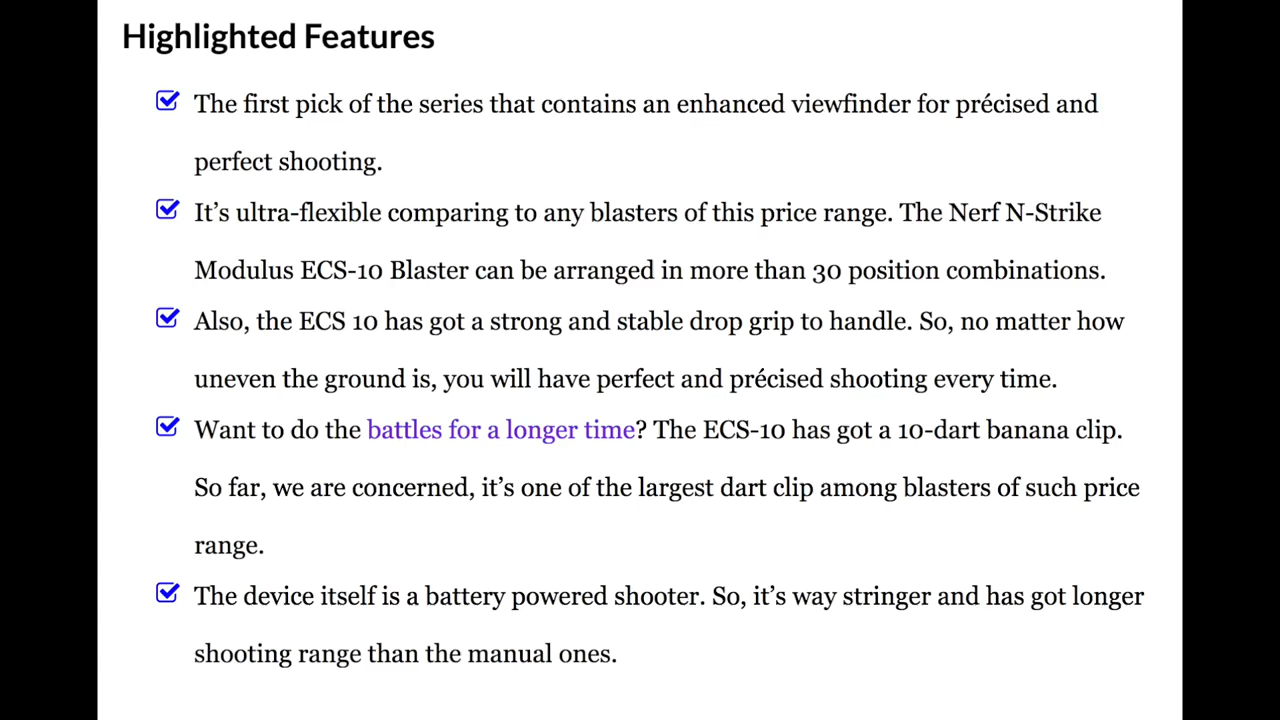 Highlighted Features
The first pick of the series that contains an enhanced viewfinder for précised and
perfect shooting.
It’s ultra-flexible comparing to any blasters of this price range. The Nerf N-Strike
Modulus ECS-10 Blaster can be arranged in more than 30 position combinations.
Also, the ECS 10 has got a strong and stable drop grip to handle. So, no matter how
uneven the ground is, you will have perfect and précised shooting every time.
Want to do the battles for a longer time? The ECS-10 has got a 10-dart banana clip.
So far, we are concerned, it’s one of the largest dart clip among blasters of such price
range.
The device itself is a battery powered shooter. So, it’s way stringer and has got longer
shooting range than the manual ones.